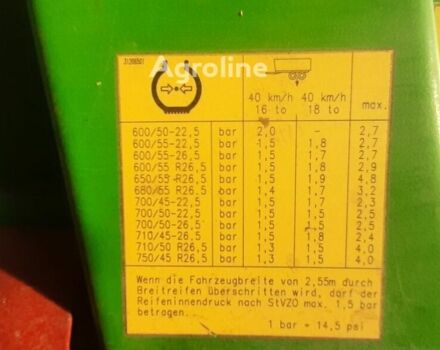 31398501
Agroline
40 km/h 40 km/h
16 to 18 to max.
600/50-22,5 bar 2,0 - 2,7
600/55-22,5 bar 1,5 1,8 2,7
600/55-26,5 bar 1,5 1,7 2,7
600/55 R26,5 bar 1,5 1,8 2,9
650/55 R26,5 bar 1,5 1,9 4,8
680/65 R26.5 bar 1,4 1,7 3,2
700/45-22,5 bar 1,5 1,7 2,3
700/50-22,5 bar 1,5 1,5 2,5
700/50-26,5 bar 1,5 1,5 2,5
710/45-26,5 bar 1,5 1,8 2,4
710/50 R26,5 bar 1,3 1,5 4,0
750/45 R26,5 bar 1,3 1,5 4,0
Wenn die Fahrzeugbreite von 2,55m durch
Breitreifen überschritten wird, darf der
Reifeninnendruck nach StVZO max. 1,5 bar
betragen.
1 bar = 14,5 psi